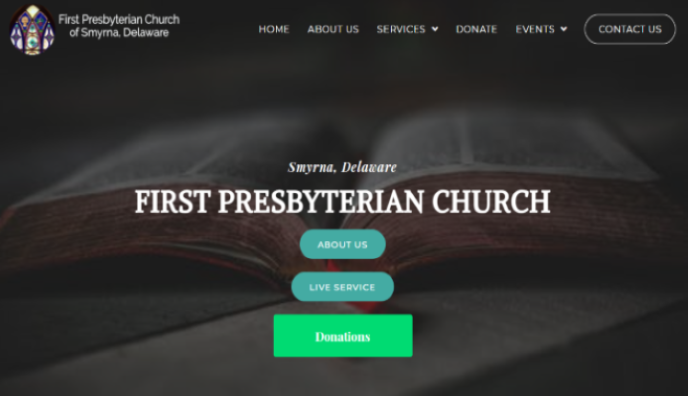 First Presbyterian Church
of Smyrna, Delaware
HOME ABOUT US SERVICES DONATE EVENTS CONTACT US
Smyrna, Delaware
FIRST PRESBYTERIAN CHURCH
ABOUT US
LIVE SERVICE
Donations